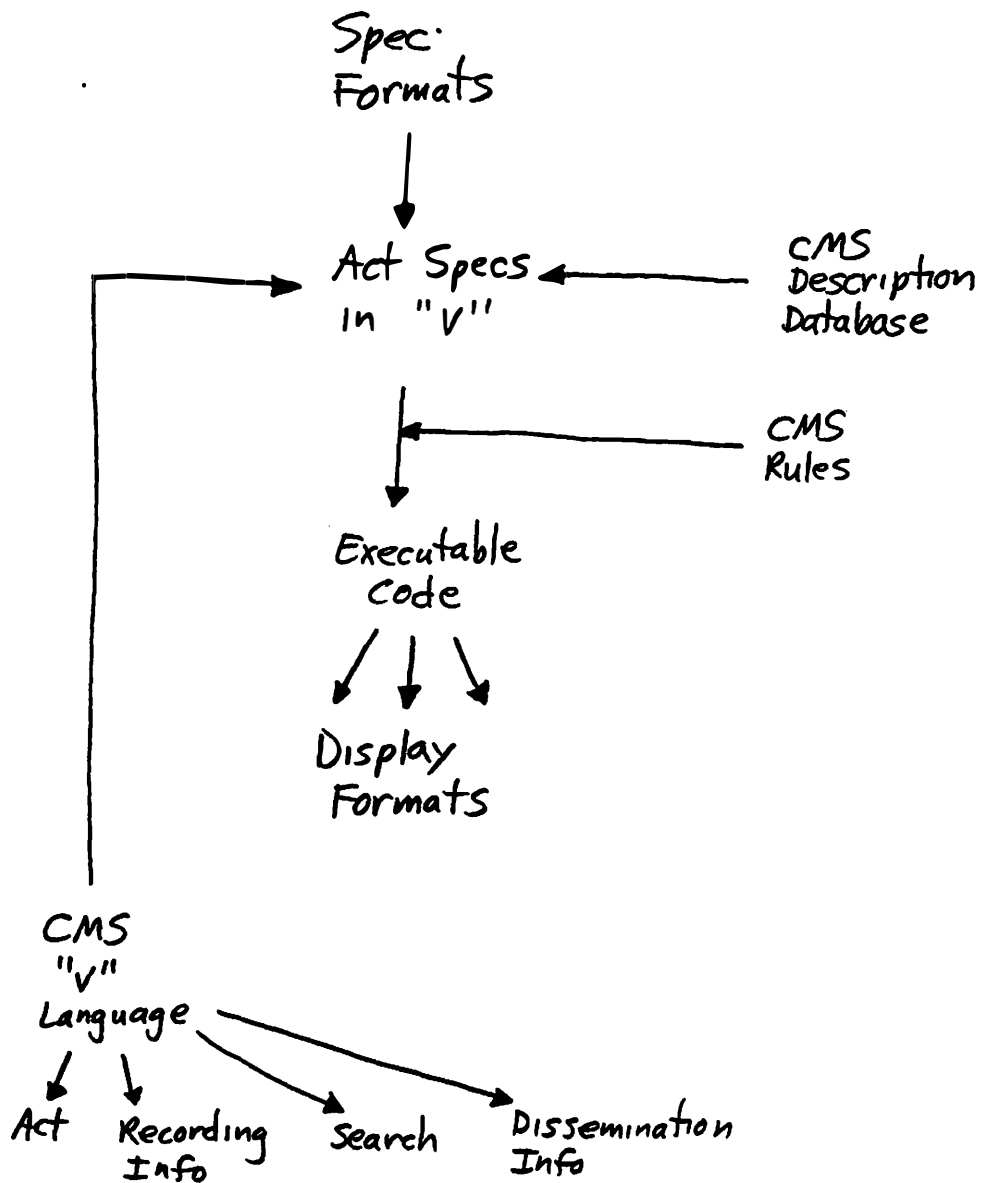 Spec.
Formats
Act Specs
in "V"
CMS
Description
Database
CMS
Rules
Executable
Code
Display
Formats
CMS
"V"
Language
Act
Recording
Info
Search
Dissemination
Info